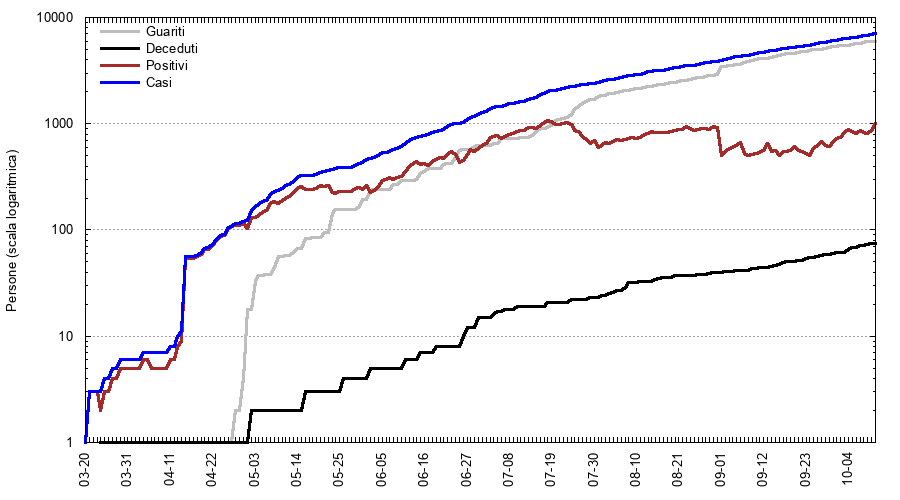 10000
1000
100
10
1
Persone (scala logaritmica)
Guariti
Deceduti
Positivi
Casi
03-20 03-31 04-11 04-22 05-03 05-14 05-25 06-05 06-16 06-27 07-08 07-19 07-30 08-10 08-21 09-01 09-12 09-23 10-04